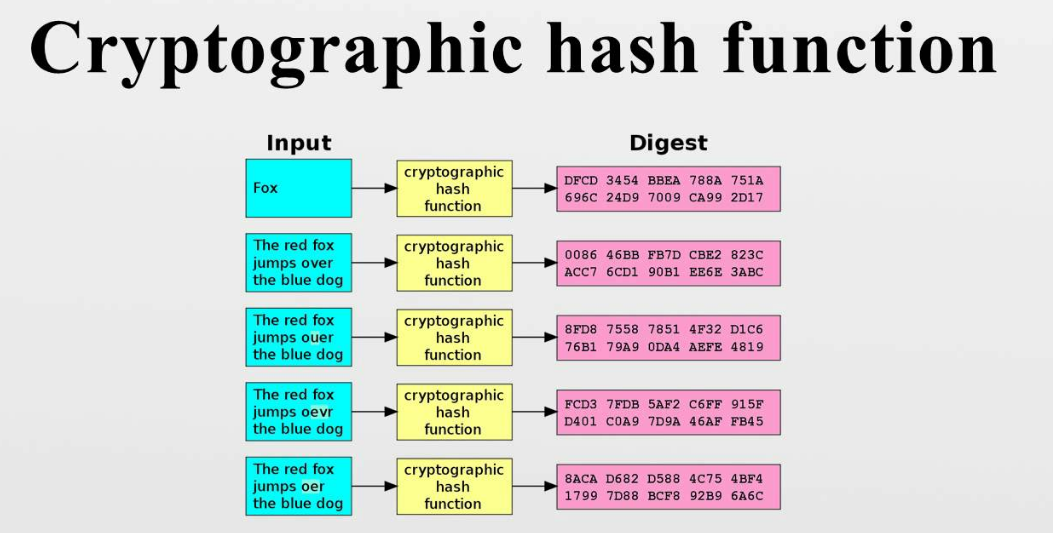 Cryptographic hash function
Input
Digest
Fox
cryptographic
hash
function
DFCD 3454 BBEA 788A 751A
696C 24D9 7009 CA99 2D17
The red fox
jumps over
the blue dog
cryptographic
hash
function
0086 46BB FB7D CBE2 823C
ACC7 6CD1 90B1 EE6E 3ABC
The red fox
jumps ouer
the blue dog
cryptographic
hash
function
8FD8 7558 7851 4F32 D1C6
76B1 79A9 0DA4 AEFE 4819
The red fox
jumps oevr
the blue dog
cryptographic
hash
function
FCD3 7FDB 5AF2 C6FF 915F
D401 C0A9 7D9A 46AF FB45
The red fox
jumps oer
the blue dog
cryptographic
hash
function
8ACA D682 D588 4C75 4BF4
1799 7D88 BCF8 92B9 6A6C